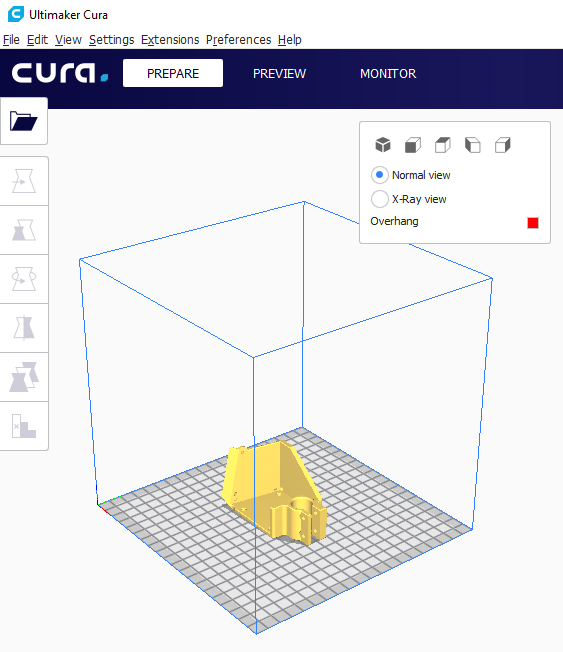 Ultimaker Cura
File Edit View Settings Extensions Preferences Help
cura. PREPARE PREVIEW MONITOR
Normal view
X-Ray view
Overhang